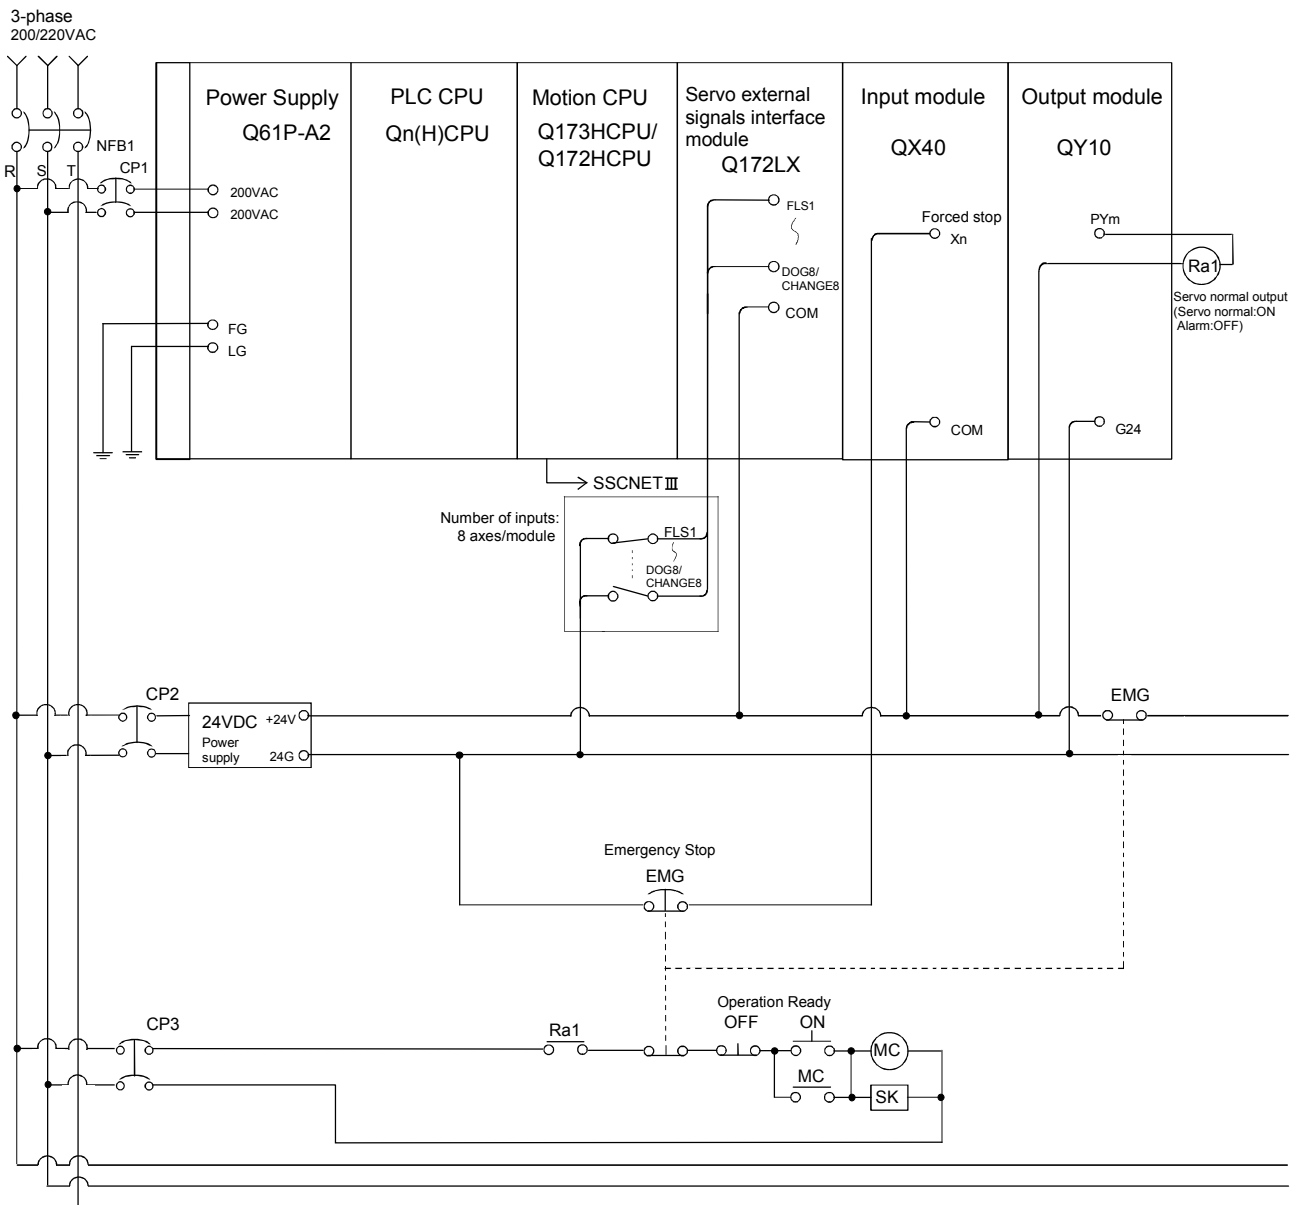 3-phase
200/220VAC
NFB1
R
S
T
CP1
Power Supply
Q61P-A2
200VAC
200VAC
FG
LG
PLC CPU
Qn(H)CPU
Motion CPU
Q173HCPU/
Q172HCPU
Servo external
signals interface
module
Q172LX
FLS1
DOG8/
CHANGE8
COM
Input module
QX40
Forced stop
Xn
COM
Output module
QY10
PYm
G24
Ra1
Servo normal output
(Servo normal:ON
Alarm:OFF)
SSCNETⅢ
Number of inputs:
8 axes/module
FLS1
DOG8/
CHANGE8
CP2
24VDC
Power
supply
+24V
24G
EMG
Emergency Stop
EMG
CP3
Ra1
Operation Ready
OFF
ON
MC
MC
SK